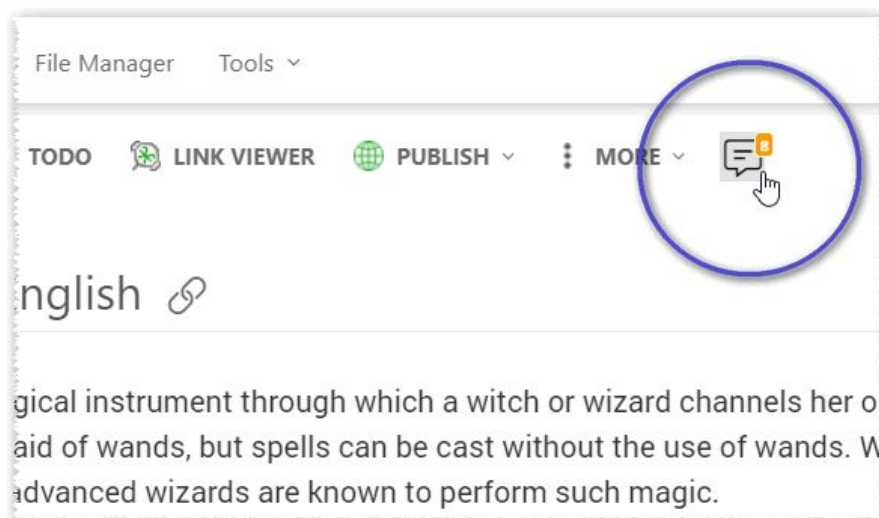 File Manager Tools
TODO LINK VIEWER PUBLISH MORE 8
nglish
gical instrument through which a witch or wizard channels her o
aid of wands, but spells can be cast without the use of wands. W
advanced wizards are known to perform such magic.